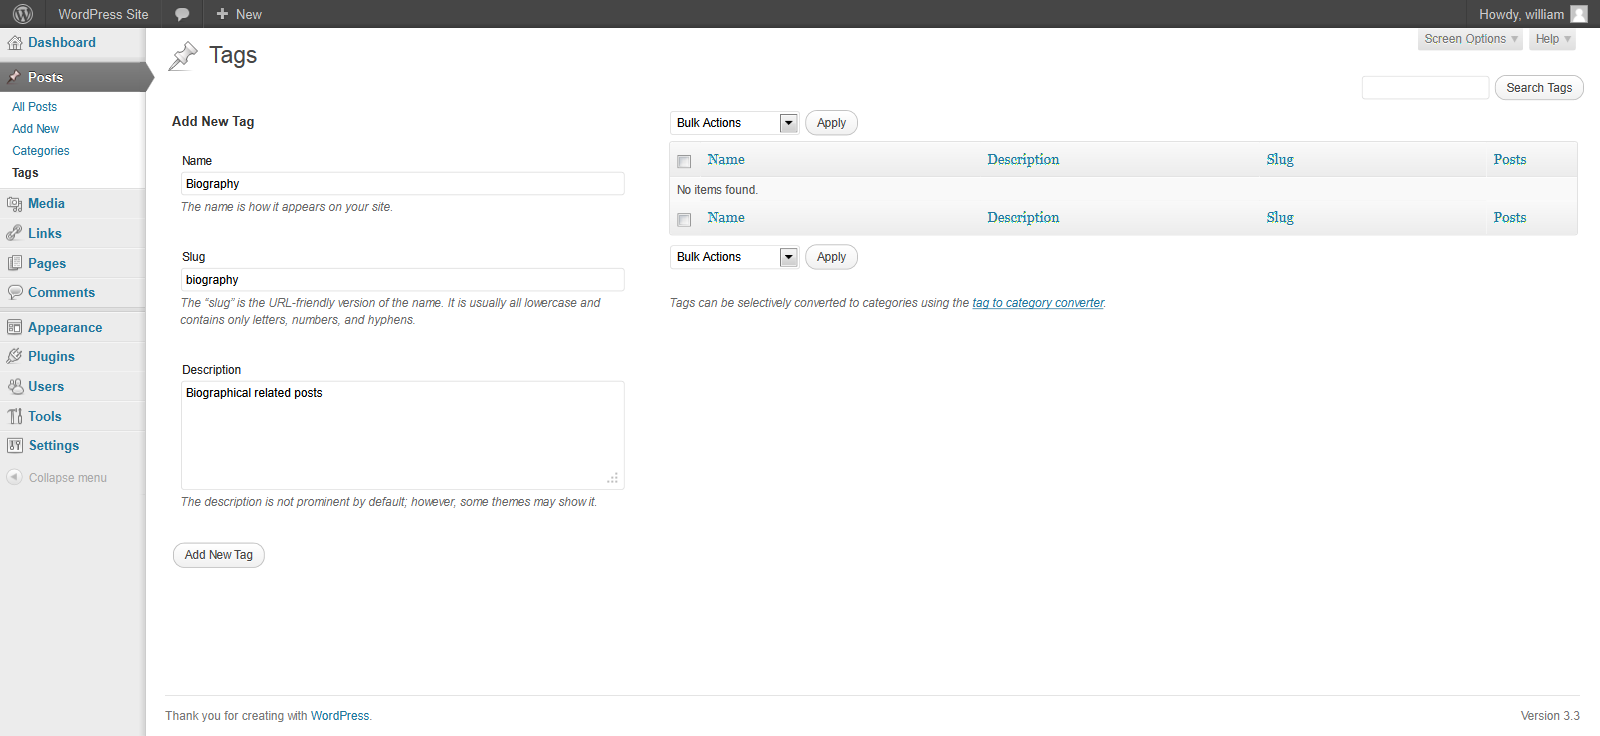 WordPress Site
New
Howdy, william
Dashboard
Posts
All Posts
Add New
Categories
Tags
Media
Links
Pages
Comments
Appearance
Plugins
Users
Tools
Settings
Collapse menu
Tags
Screen Options
Help
Search Tags
Add New Tag
Name
Biography
The name is how it appears on your site.
Slug
biography
The “slug” is the URL-friendly version of the name. It is usually all lowercase and
contains only letters, numbers, and hyphens.
Description
Biographical related posts
The description is not prominent by default; however, some themes may show it.
Add New Tag
Bulk Actions Apply
Name Description Slug Posts
No items found.
Name Description Slug Posts
Bulk Actions Apply
Tags can be selectively converted to categories using the tag to category converter.
Thank you for creating with WordPress.
Version 3.3